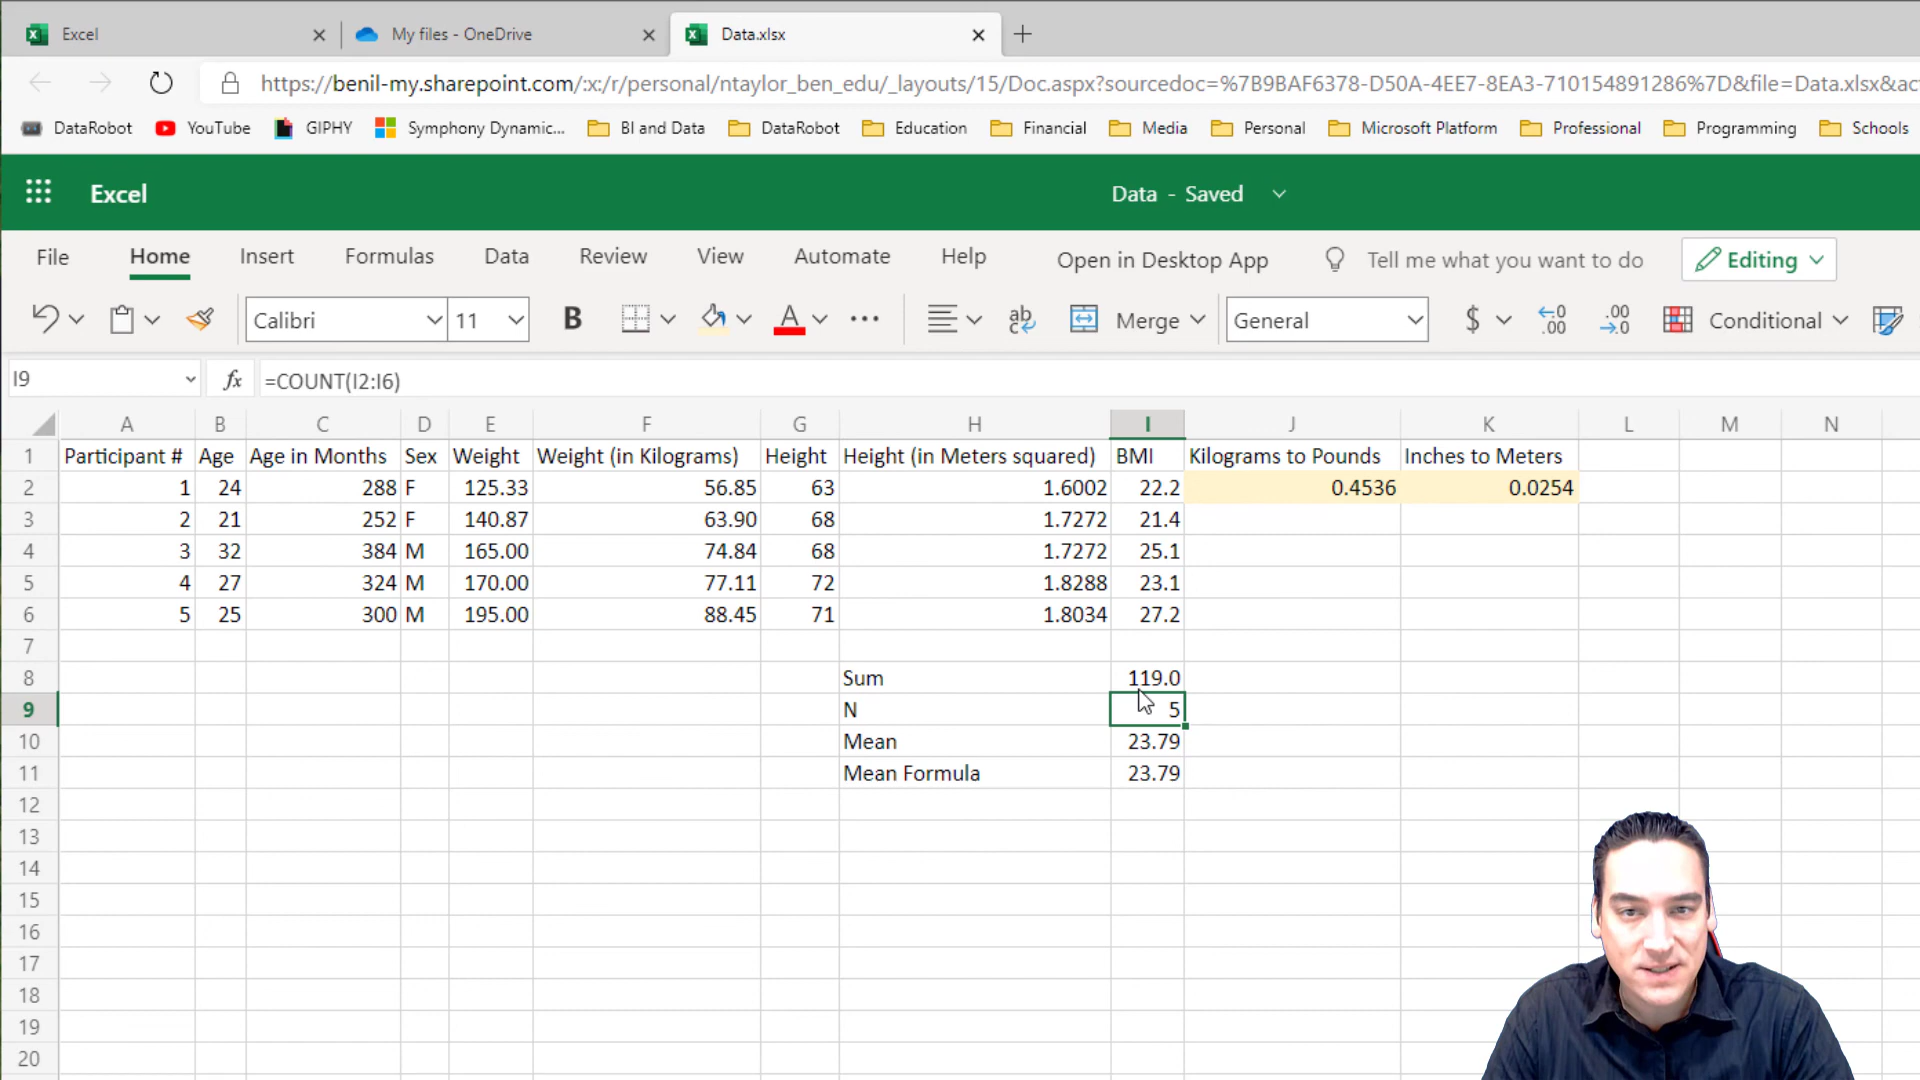 Excel My files - OneDrive Data.xlsx
https://benil-my.sharepoint.com/:x:/r/personal/ntaylor_ben_edu/_layouts/15/Doc.aspx?sourcedoc=%7B9BAF6378-D50A-4EE7-8EA3-710154891286%7D&file=Data.xlsx&ac
DataRobot YouTube GIPHY Symphony Dynamic... BI and Data DataRobot Education Financial Media Personal Microsoft Platform Professional Programming Schools
Excel Data - Saved
File Home Insert Formulas Data Review View Automate Help Open in Desktop App Tell me what you want to do Editing
Calibri 11 B A ... ab c Merge General $ .00 .00 Conditional
I9 fx =COUNT(I2:I6)
A B C D E F G H I J K L M N
1 Participant # Age Age in Months Sex Weight Weight (in Kilograms) Height Height (in Meters squared) BMI Kilograms to Pounds Inches to Meters
2 1 24 288 F 125.33 56.85 63 1.6002 22.2 0.4536 0.0254
3 2 21 252 F 140.87 63.90 68 1.7272 21.4
4 3 32 384 M 165.00 74.84 68 1.7272 25.1
5 4 27 324 M 170.00 77.11 72 1.8288 23.1
6 5 25 300 M 195.00 88.45 71 1.8034 27.2
7
8 Sum 119.0
9 N 5
10 Mean 23.79
11 Mean Formula 23.79
12
13
14
15
16
17
18
19
20